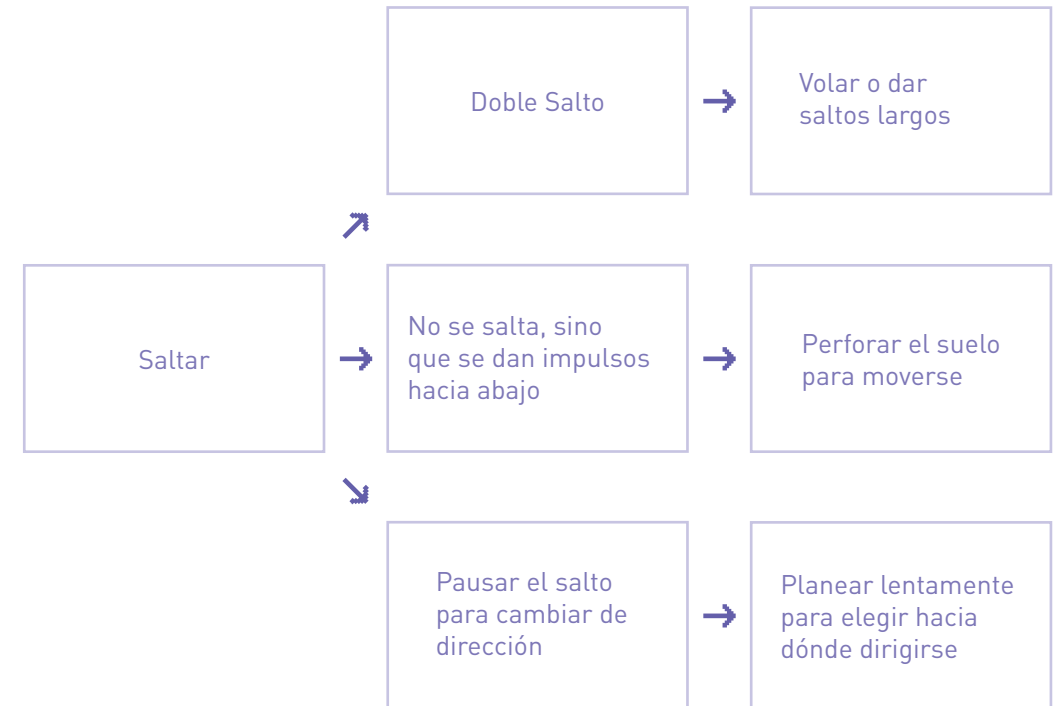 Doble Salto
Volar o dar
saltos largos
Saltar
No se salta, sino
que se dan impulsos
hacia abajo
Perforar el suelo
para moverse
Pausar el salto
para cambiar de
dirección
Planear lentamente
para elegir hacia
dónde dirigirse